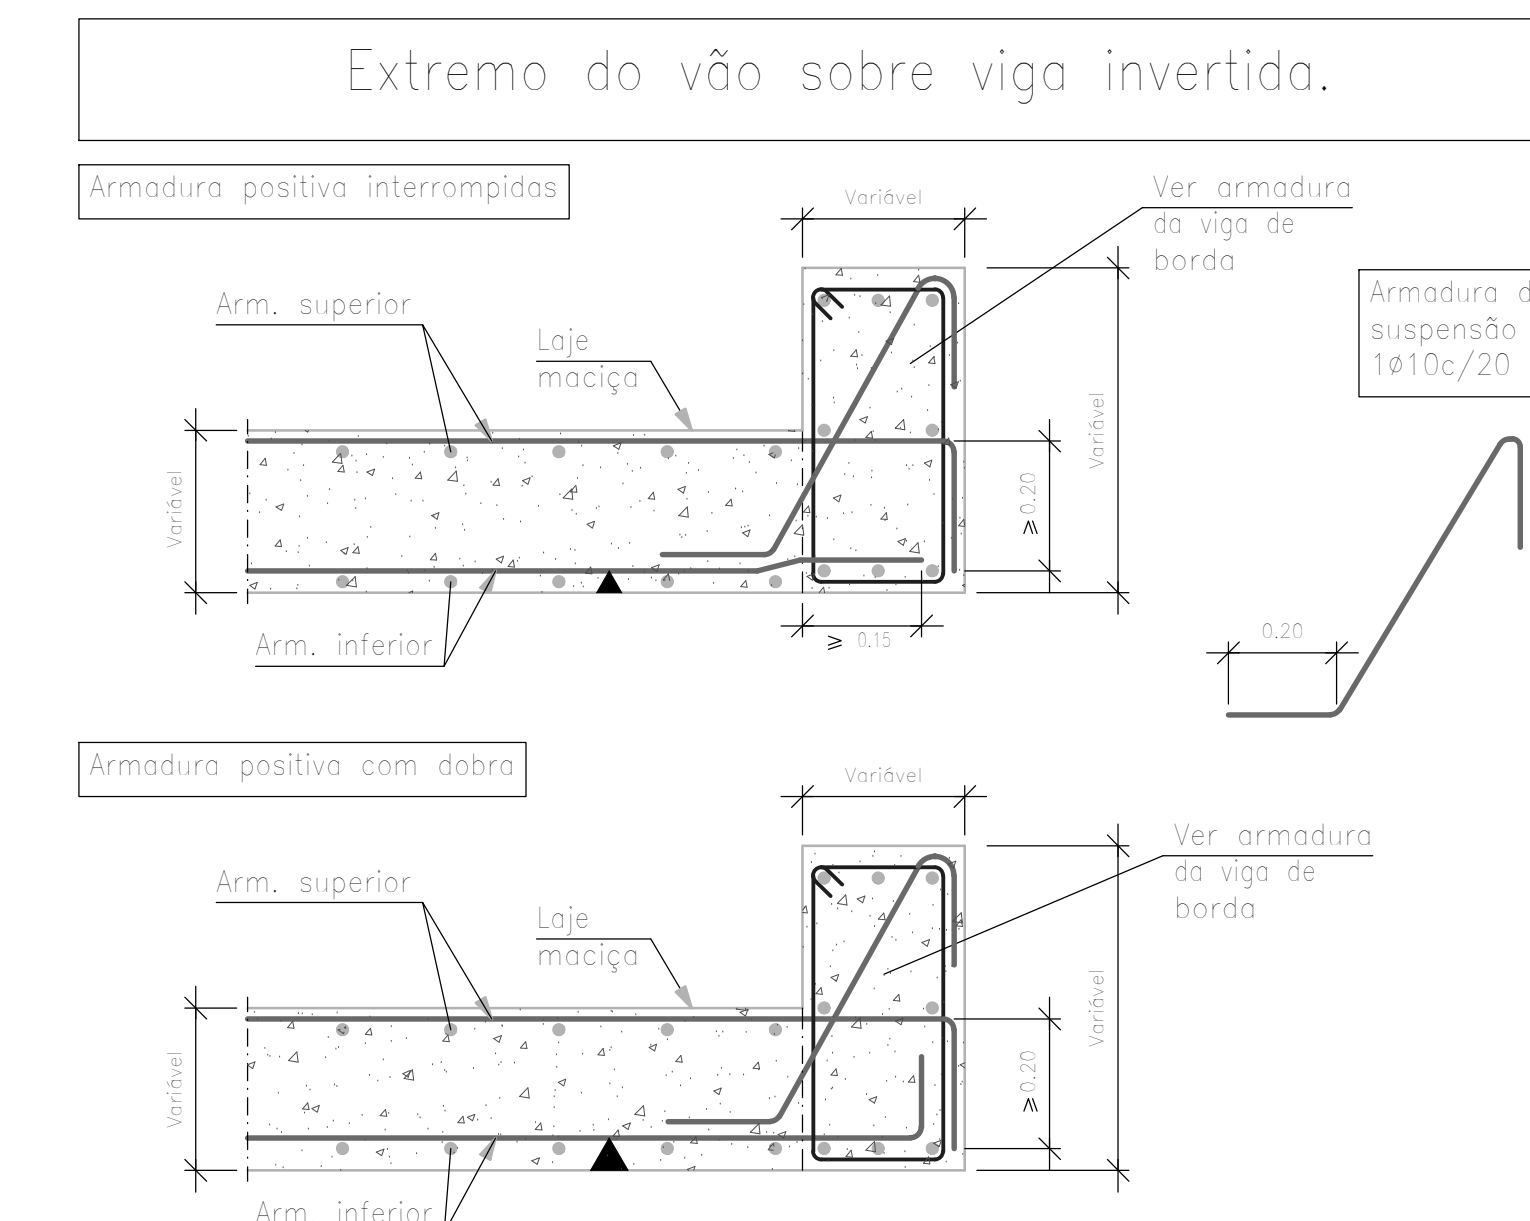 Extremo do vão sobre viga invertida.
Armadura positiva interrompidas
Variável
Ver armadura
da viga de
borda
Arm. superior
Laje
maciça
Armadura d
suspensão
1ø10c/20
Variável
Variável
≥0.20
Arm. inferior
≥ 0.15
0.20
Armadura positiva com dobra
Variável
Ver armadura
da viga de
borda
Arm. superior
Laje
maciça
Variável
Variável
≥0.20
Arm. inferior